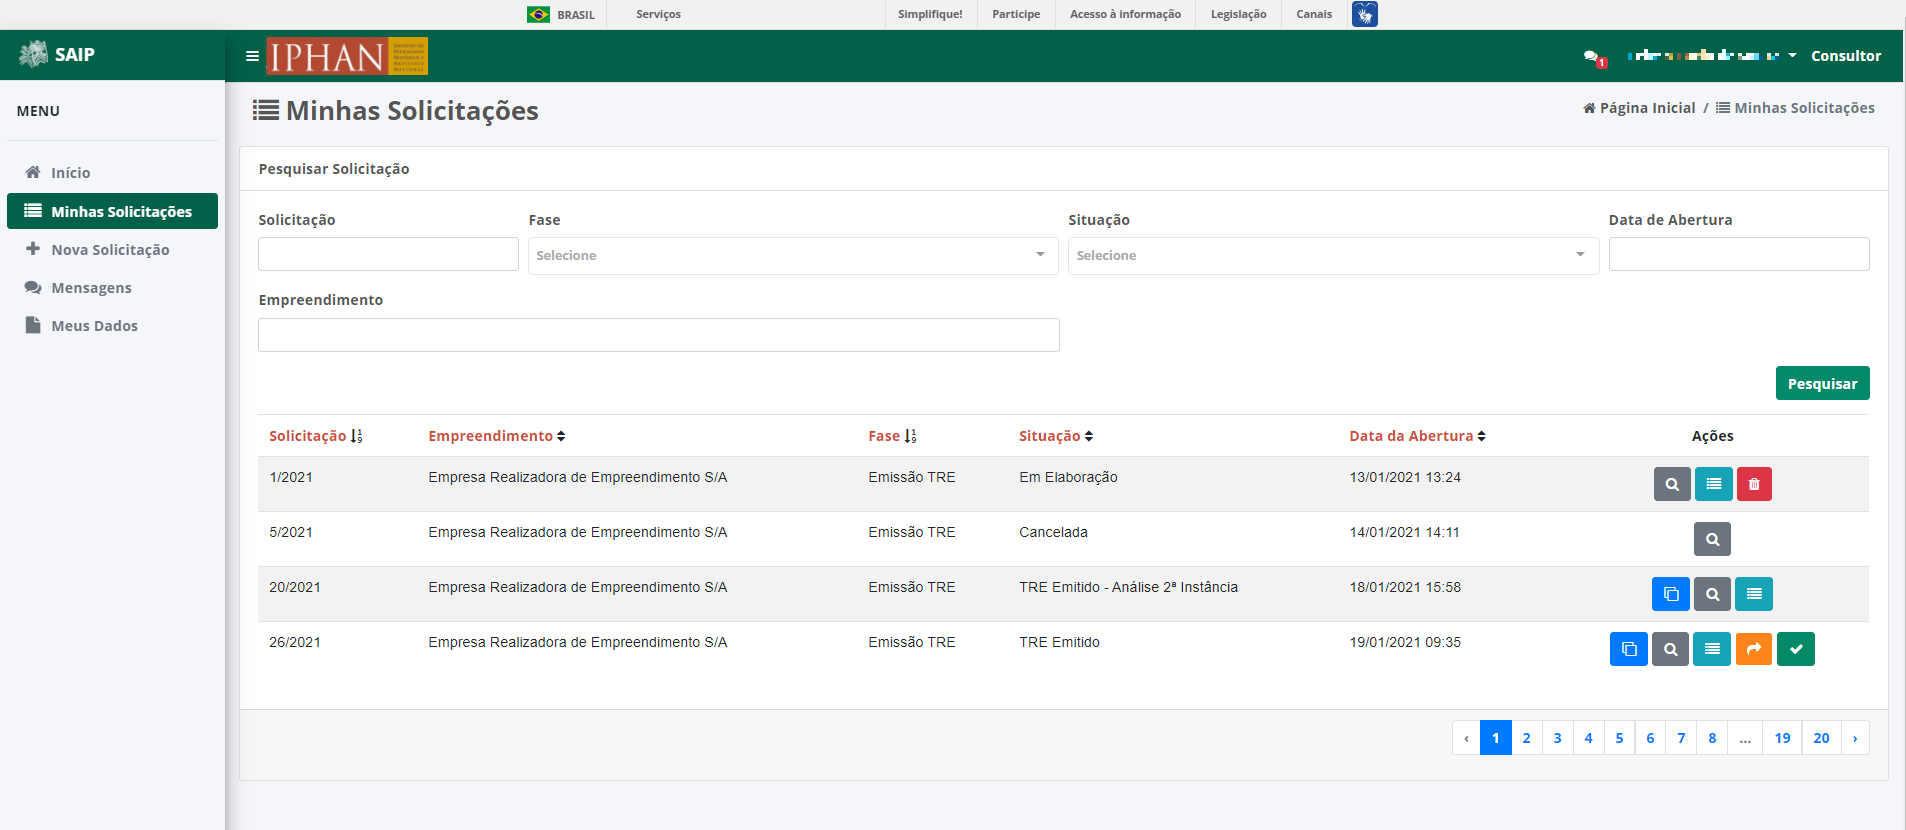 BRASIL Serviços Simplifique! Participe Acesso à informação Legislação Canais
SAIP IPHAN 1 Consultor
MENU
Início
Minhas Solicitações
Nova Solicitação
Mensagens
Meus Dados
Minhas Solicitações
Página Inicial / Minhas Solicitações
Pesquisar Solicitação
Solicitação Fase Situação Data de Abertura
Selecione Selecione
Empreendimento
Pesquisar
Solicitação Empreendimento Fase Situação Data da Abertura Ações
1/2021 Empresa Realizadora de Empreendimento S/A Emissão TRE Em Elaboração 13/01/2021 13:24
5/2021 Empresa Realizadora de Empreendimento S/A Emissão TRE Cancelada 14/01/2021 14:11
20/2021 Empresa Realizadora de Empreendimento S/A Emissão TRE TRE Emitido - Análise 2ª Instância 18/01/2021 15:58
26/2021 Empresa Realizadora de Empreendimento S/A Emissão TRE TRE Emitido 19/01/2021 09:35
‹ 1 2 3 4 5 6 7 8 ... 19 20 ›